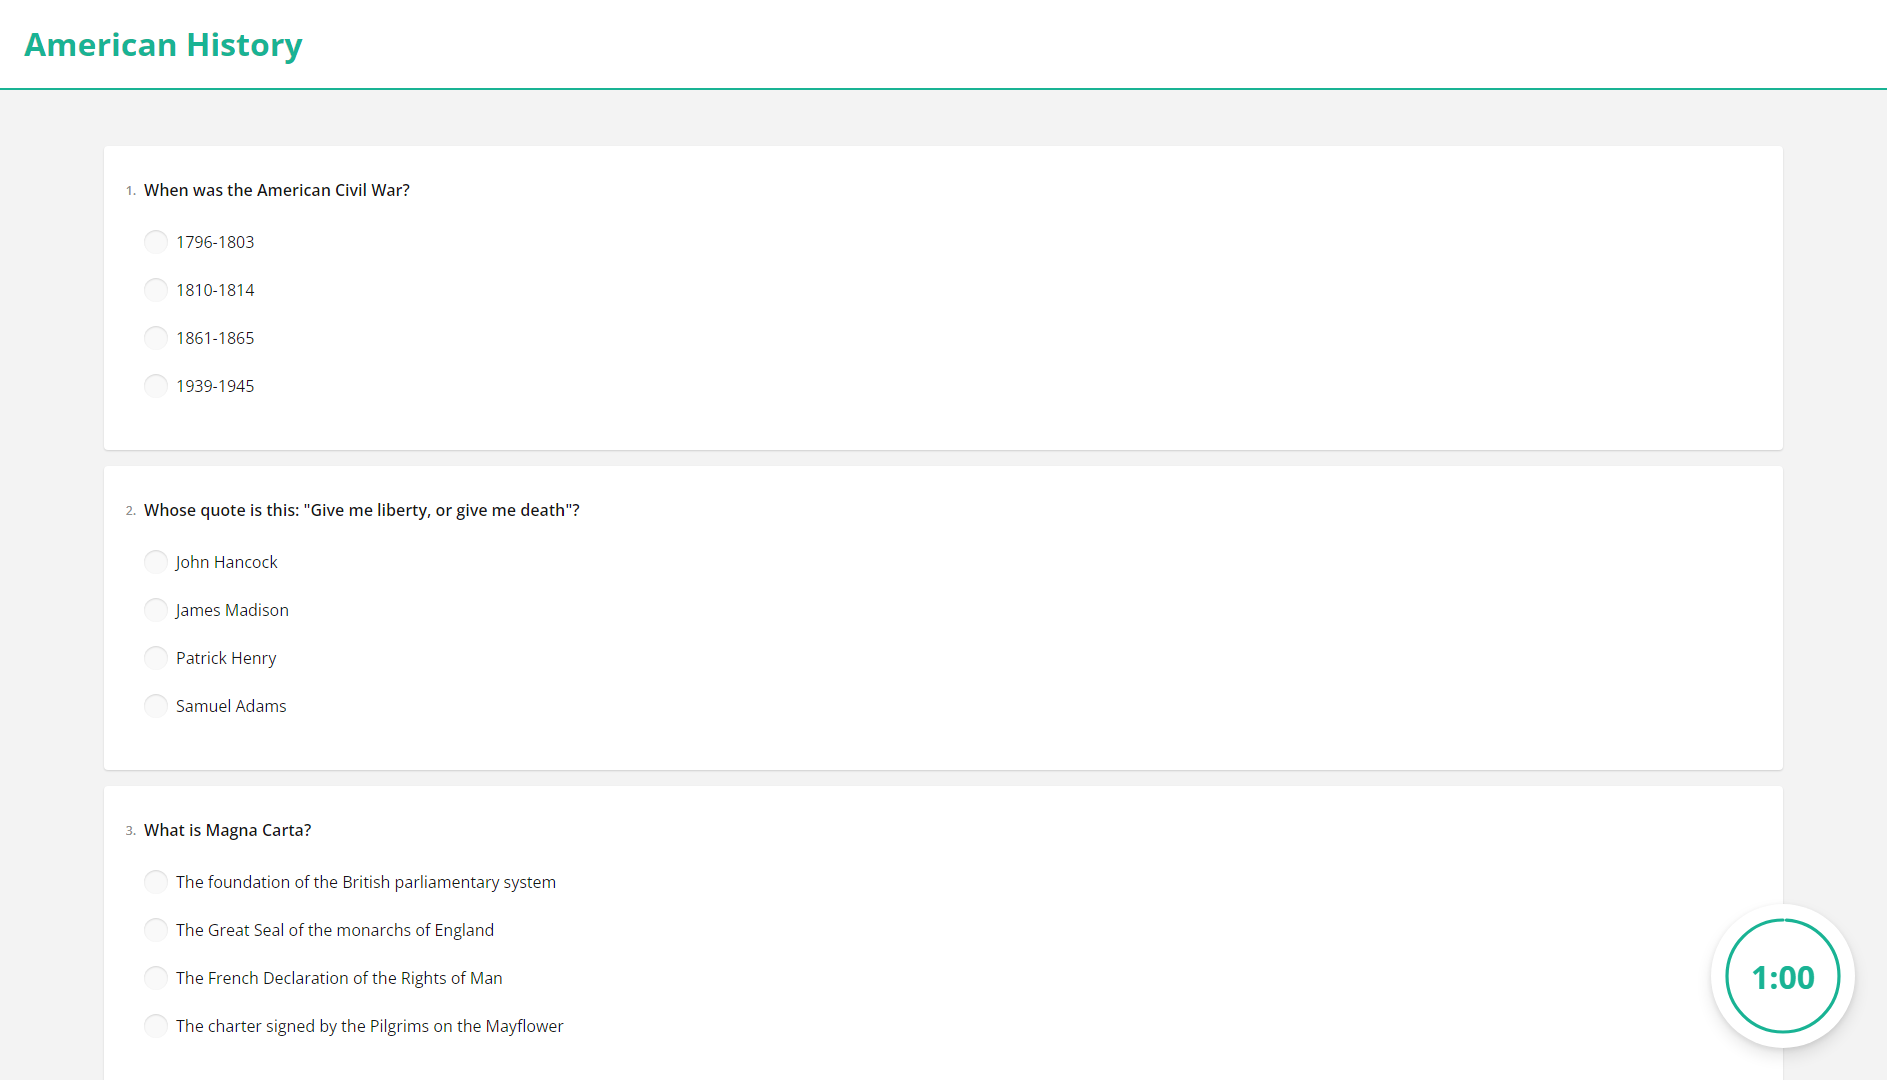 American History
1. When was the American Civil War?
1796-1803
1810-1814
1861-1865
1939-1945
2. Whose quote is this: "Give me liberty, or give me death"?
John Hancock
James Madison
Patrick Henry
Samuel Adams
3. What is Magna Carta?
The foundation of the British parliamentary system
The Great Seal of the monarchs of England
The French Declaration of the Rights of Man
The charter signed by the Pilgrims on the Mayflower
1:00